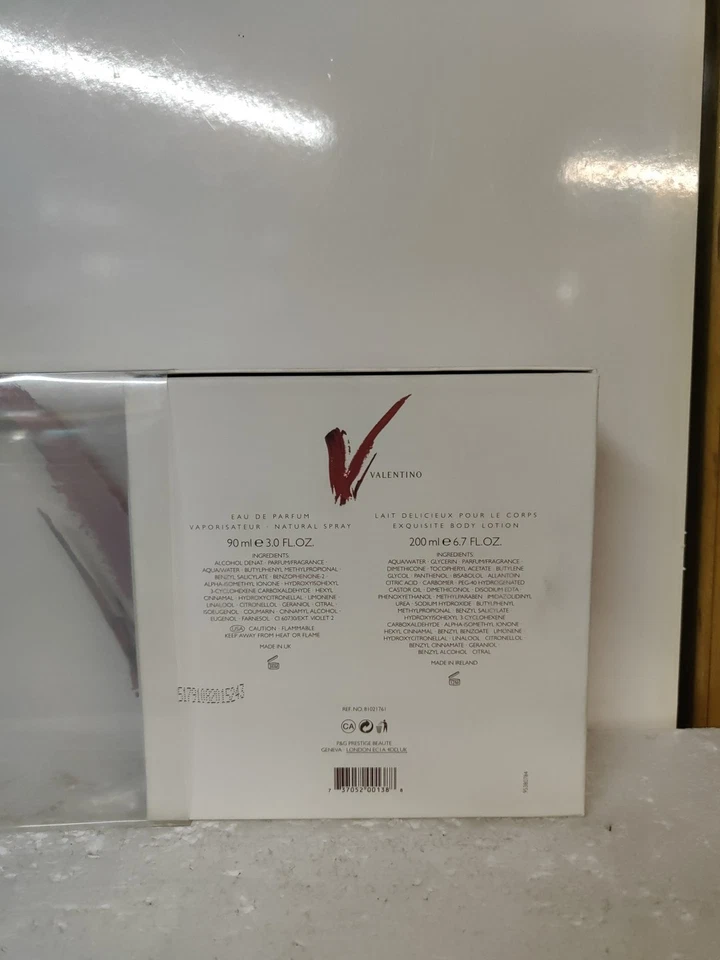 V
VALENTINO
EAU DE PARFUM
VAPORISATEUR · NATURAL SPRAY
90 ml e 3.0 FL.OZ.
INGREDIENTS:
ALCOHOL DENAT · PARFUM/FRAGRANCE ·
AQUA/WATER · BUTYLPHENYL METHYLPROPIONAL ·
BENZYL SALICYLATE · BENZOPHENONE-2 ·
ALPHA-ISOMETHYL IONONE · HYDROXYISOHEXYL
3-CYCLOHEXENE CARBOXALDEHYDE · HEXYL
CINNAMAL · HYDROXYCITRONELLAL · LIMONENE ·
LINALOOL · CITRONELLOL · GERANIOL · CITRAL ·
ISOEUGENOL · COUMARIN · CINNAMYL ALCOHOL ·
EUGENOL · FARNESOL · CI 60730/EXT. VIOLET 2
USA CAUTION · FLAMMABLE
KEEP AWAY FROM HEAT OR FLAME
MADE IN UK
LAIT DELICIEUX POUR LE CORPS
EXQUISITE BODY LOTION
200 ml e 6.7 FL.OZ.
INGREDIENTS:
AQUA/WATER · GLYCERIN · PARFUM/FRAGRANCE ·
DIMETHICONE · TOCOPHERYL ACETATE · BUTYLENE
GLYCOL · PANTHENOL · BISABOLOL · ALLANTOIN
CITRIC ACID · CARBOMER · PEG-40 HYDROGENATED
CASTOR OIL · DIMETHICONOL · DISODIUM EDTA ·
PHENOXYETHANOL · METHYLPARABEN · IMIDAZOLIDINYL
UREA · SODIUM HYDROXIDE · BUTYLPHENYL
METHYLPROPIONAL · BENZYL SALICYLATE
HYDROXYISOHEXYL 3-CYCLOHEXENE
CARBOXALDEHYDE · ALPHA-ISOMETHYL IONONE
HEXYL CINNAMAL · BENZYL BENZOATE · LIMONENE
HYDROXYCITRONELLAL · LINALOOL · CITRONELLOL
BENZYL CINNAMATE · GERANIOL
BENZYL ALCOHOL · CITRAL
MADE IN IRELAND
51791082015243
REF. NO. 81021761
CA
P&G PRESTIGE BEAUTE
GENEVA · LONDON
7 37052 00138